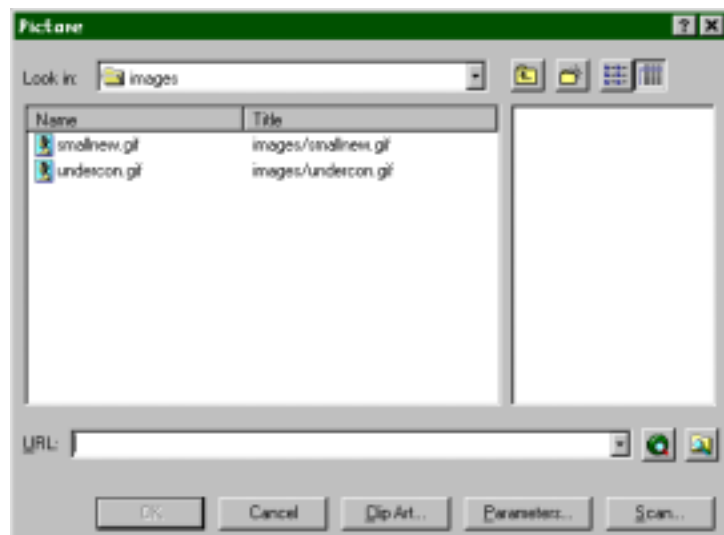 Picture
Look in: images
Name Title
smallnew.gif images/smallnew.gif
undercon.gif images/undercon.gif
URL:
OK Cancel Clip Art... Parameters... Scan...